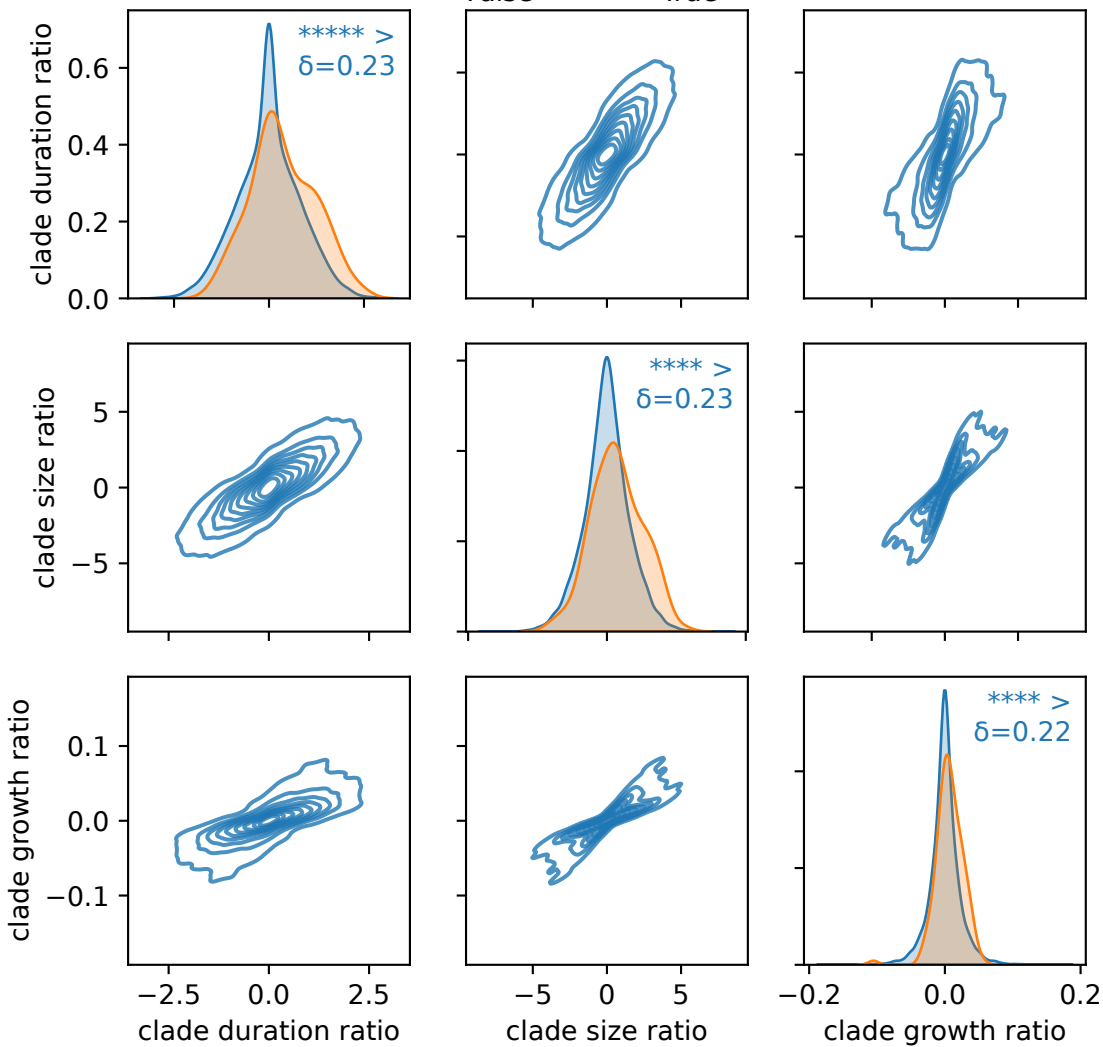 clade duration ratio
0.6
0.4
0.2
0.0
***** >
δ=0.23
clade size ratio
5
0
−5
**** >
δ=0.23
clade growth ratio
0.1
0.0
−0.1
**** >
δ=0.22
−2.5 0.0 2.5
−5 0 5
−0.2 0.0 0.2
clade duration ratio
clade size ratio
clade growth ratio